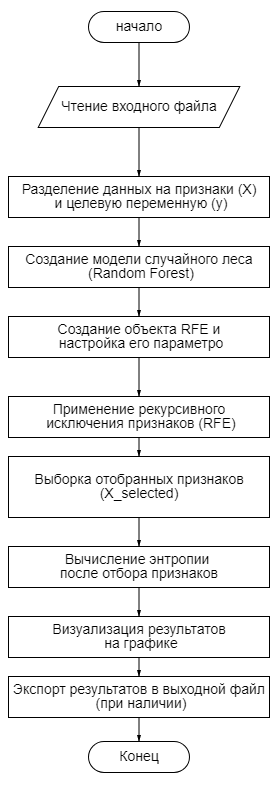 начало
Чтение входного файла
Разделение данных на признаки (X)
и целевую переменную (y)
Создание модели случайного леса
(Random Forest)
Создание объекта RFE и
настройка его параметро
Применение рекурсивного
исключения признаков (RFE)
Выборка отобранных признаков
(X_selected)
Вычисление энтропии
после отбора признаков
Визуализация результатов
на графике
Экспорт результатов в выходной файл
(при наличии)
Конец